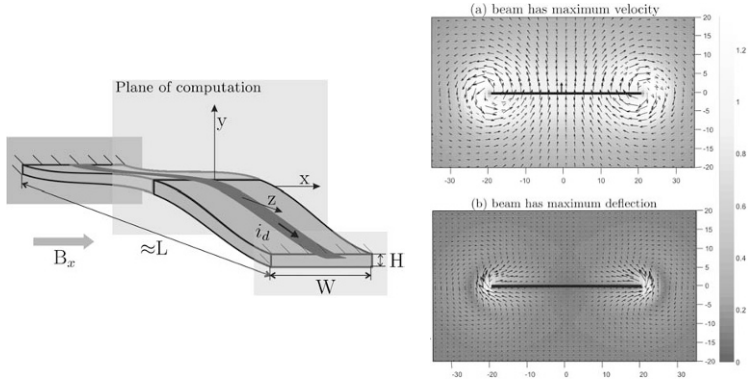 Plane of computation
y
x
z
i_d
B_x
≈L
H
W
(a) beam has maximum velocity
20
15
10
5
0
-5
-10
-15
-20
-30 -20 -10 0 10 20 30
(b) beam has maximum deflection
20
15
10
5
0
-5
-10
-15
-20
-30 -20 -10 0 10 20 30
1.2
1
0.8
0.6
0.4
0.2
0